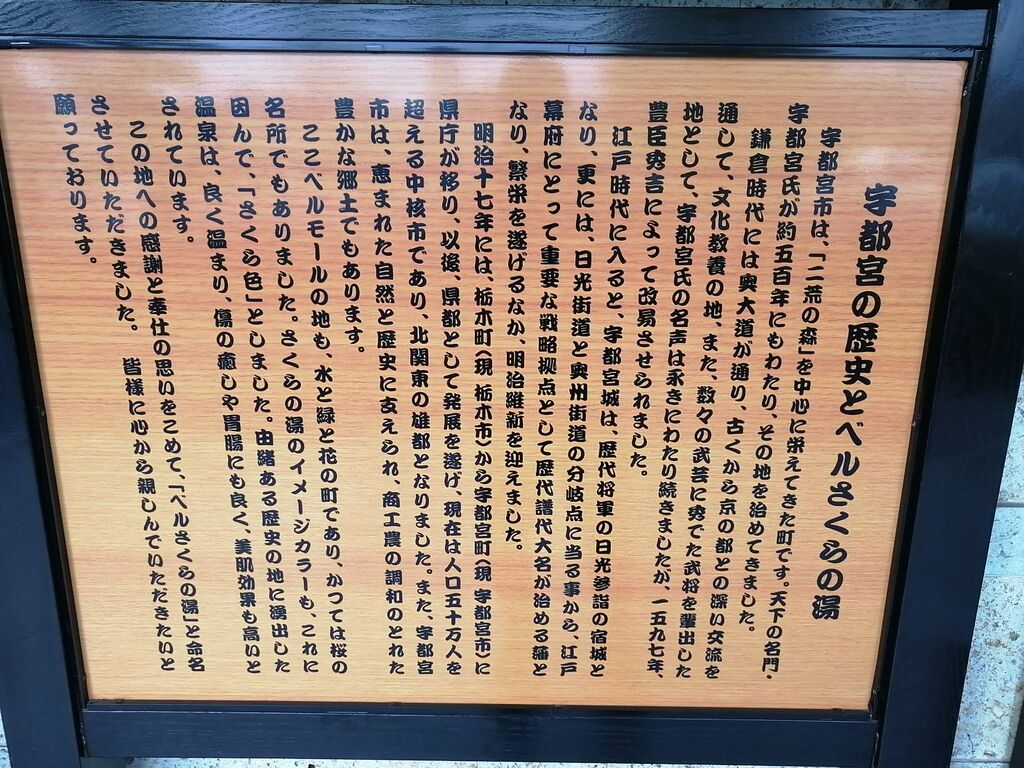 宇都宮の歴史とベルさくらの湯
宇都宮市は、「二荒の森」を中心に栄えてきた町です。天下の名門・
宇都宮氏が約五百年にもわたり、その地を治めてきました。
鎌倉時代には奥大道が通り、古くから京の都との深い交流を
通して、文化教養の地、また、数々の武芸に秀でた武将を輩出した
地として、宇都宮氏の名声は永きにわたり続きましたが、一五九七年、
豊臣秀吉によって改易させられました。
江戸時代に入ると、宇都宮城は、歴代将軍の日光参詣の宿城と
なり、更には、日光街道と奥州街道の分岐点に当る事から、江戸
幕府にとって重要な戦略拠点として歴代譜代大名が治める藩と
なり、繁栄を遂げるなか、明治維新を迎えました。
明治十七年には、栃木町(現 栃木市)から宇都宮町(現 宇都宮市)に
県庁が移り、以後、県都として発展を遂げ、現在は人口五十万人を
超える中核市であり、北関東の雄都となりました。また、宇都宮
市は、恵まれた自然と歴史に支えられ、商工農の調和のとれた
豊かな郷土でもあります。
ここベルモールの地も、水と緑と花の町であり、かつては桜の
名所でもありました。さくらの湯のイメージカラーも、これに
因んで、「さくら色」としました。由緒ある歴史の地に湧出した
温泉は、良く温まり、傷の癒しや胃腸にも良く、美肌効果も高いと
されています。
この地への感謝と奉仕の思いをこめて、「ベルさくらの湯」と命名
させていただきました。 皆様に心から親しんでいただきたいと
願っております。